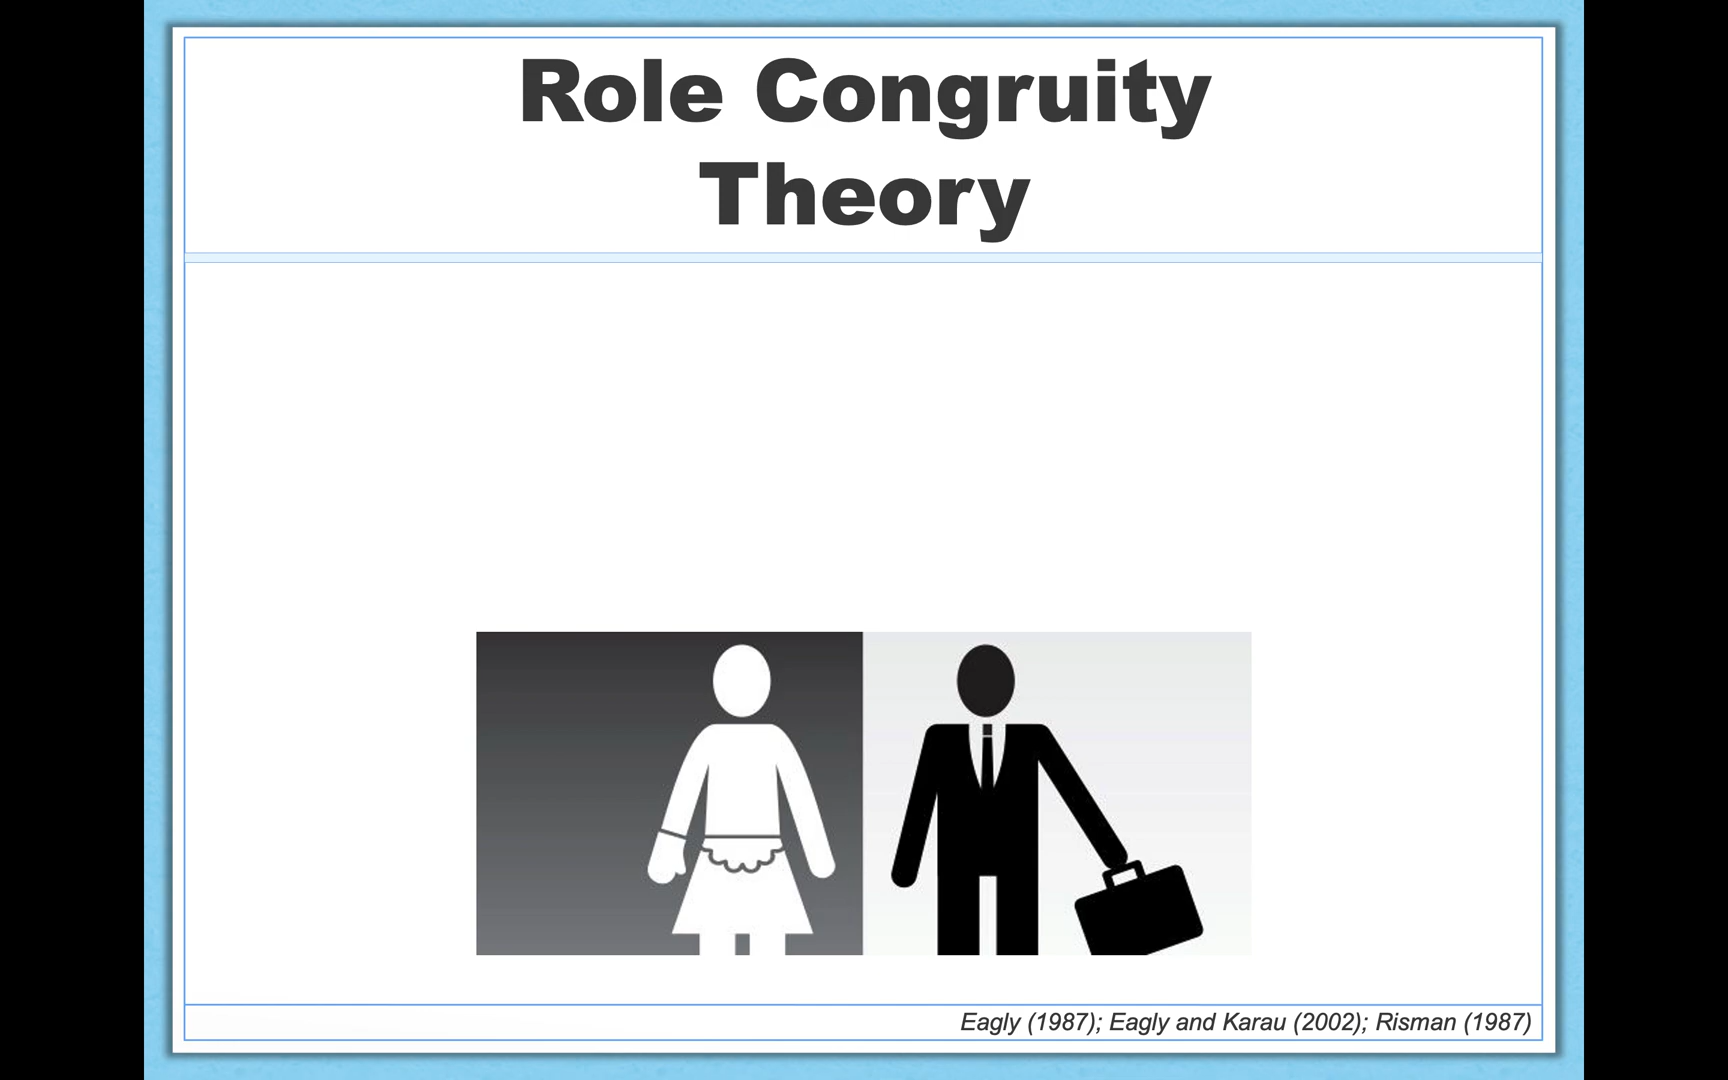 Role Congruity
Theory
Eagly (1987); Eagly and Karau (2002); Risman (1987)